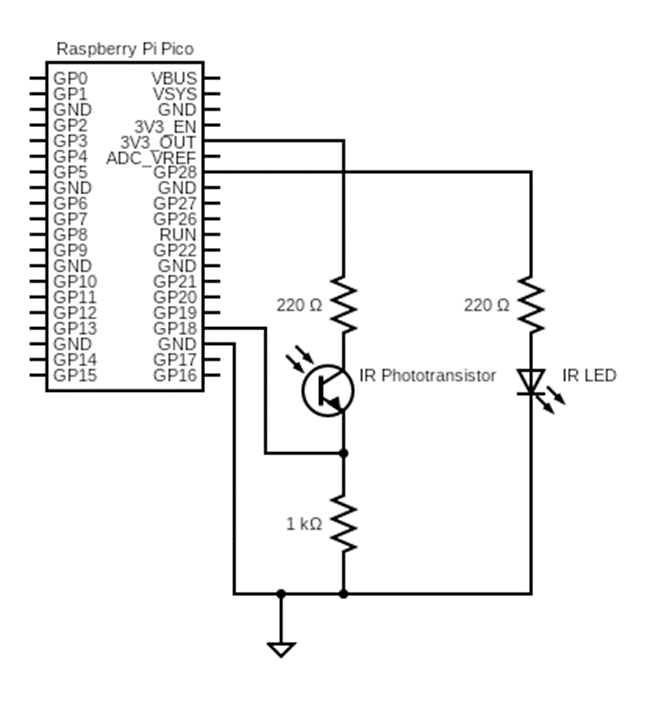 Raspberry Pi Pico
GP0 VBUS
GP1 VSYS
GND GND
GP2 3V3_EN
GP3 3V3_OUT
GP4 ADC_VREF
GP5 GP28
GND GND
GP6 GP27
GP7 GP26
GP8 RUN
GP9 GP22
GND GND
GP10 GP21
GP11 GP20
GP12 GP19
GP13 GP18
GND GND
GP14 GP17
GP15 GP16
220 Ω 220 Ω
IR Phototransistor IR LED
1 kΩ